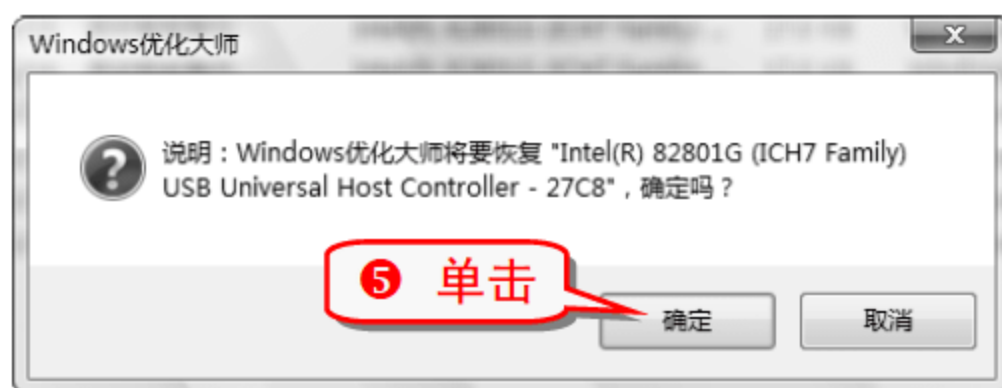 Windows优化大师
说明：Windows优化大师将要恢复 "Intel(R) 82801G (ICH7 Family)
USB Universal Host Controller - 27C8"，确定吗？
❺ 单击
确定
取消